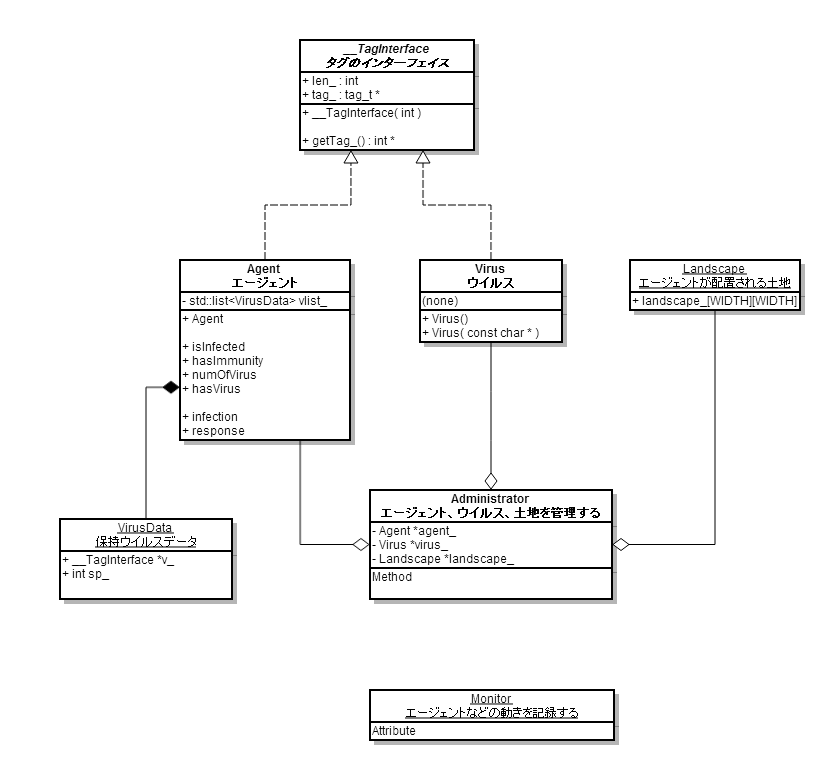 __TagInterface
タグのインターフェイス
+ len_ : int
+ tag_ : tag_t *
+ __TagInterface( int )
+ getTag_() : int *
Agent
エージェント
- std::list<VirusData> vlist_
+ Agent
+ isInfected
+ hasImmunity
+ numOfVirus
+ hasVirus
+ infection
+ response
Virus
ウイルス
(none)
+ Virus()
+ Virus( const char * )
Landscape
エージェントが配置される土地
+ landscape_[WIDTH][WIDTH]
VirusData
保持ウイルスデータ
+ __TagInterface *v_
+ int sp_
Administrator
エージェント、ウイルス、土地を管理する
- Agent *agent_
- Virus *virus_
- Landscape *landscape_
Method
Monitor
エージェントなどの動きを記録する
Attribute